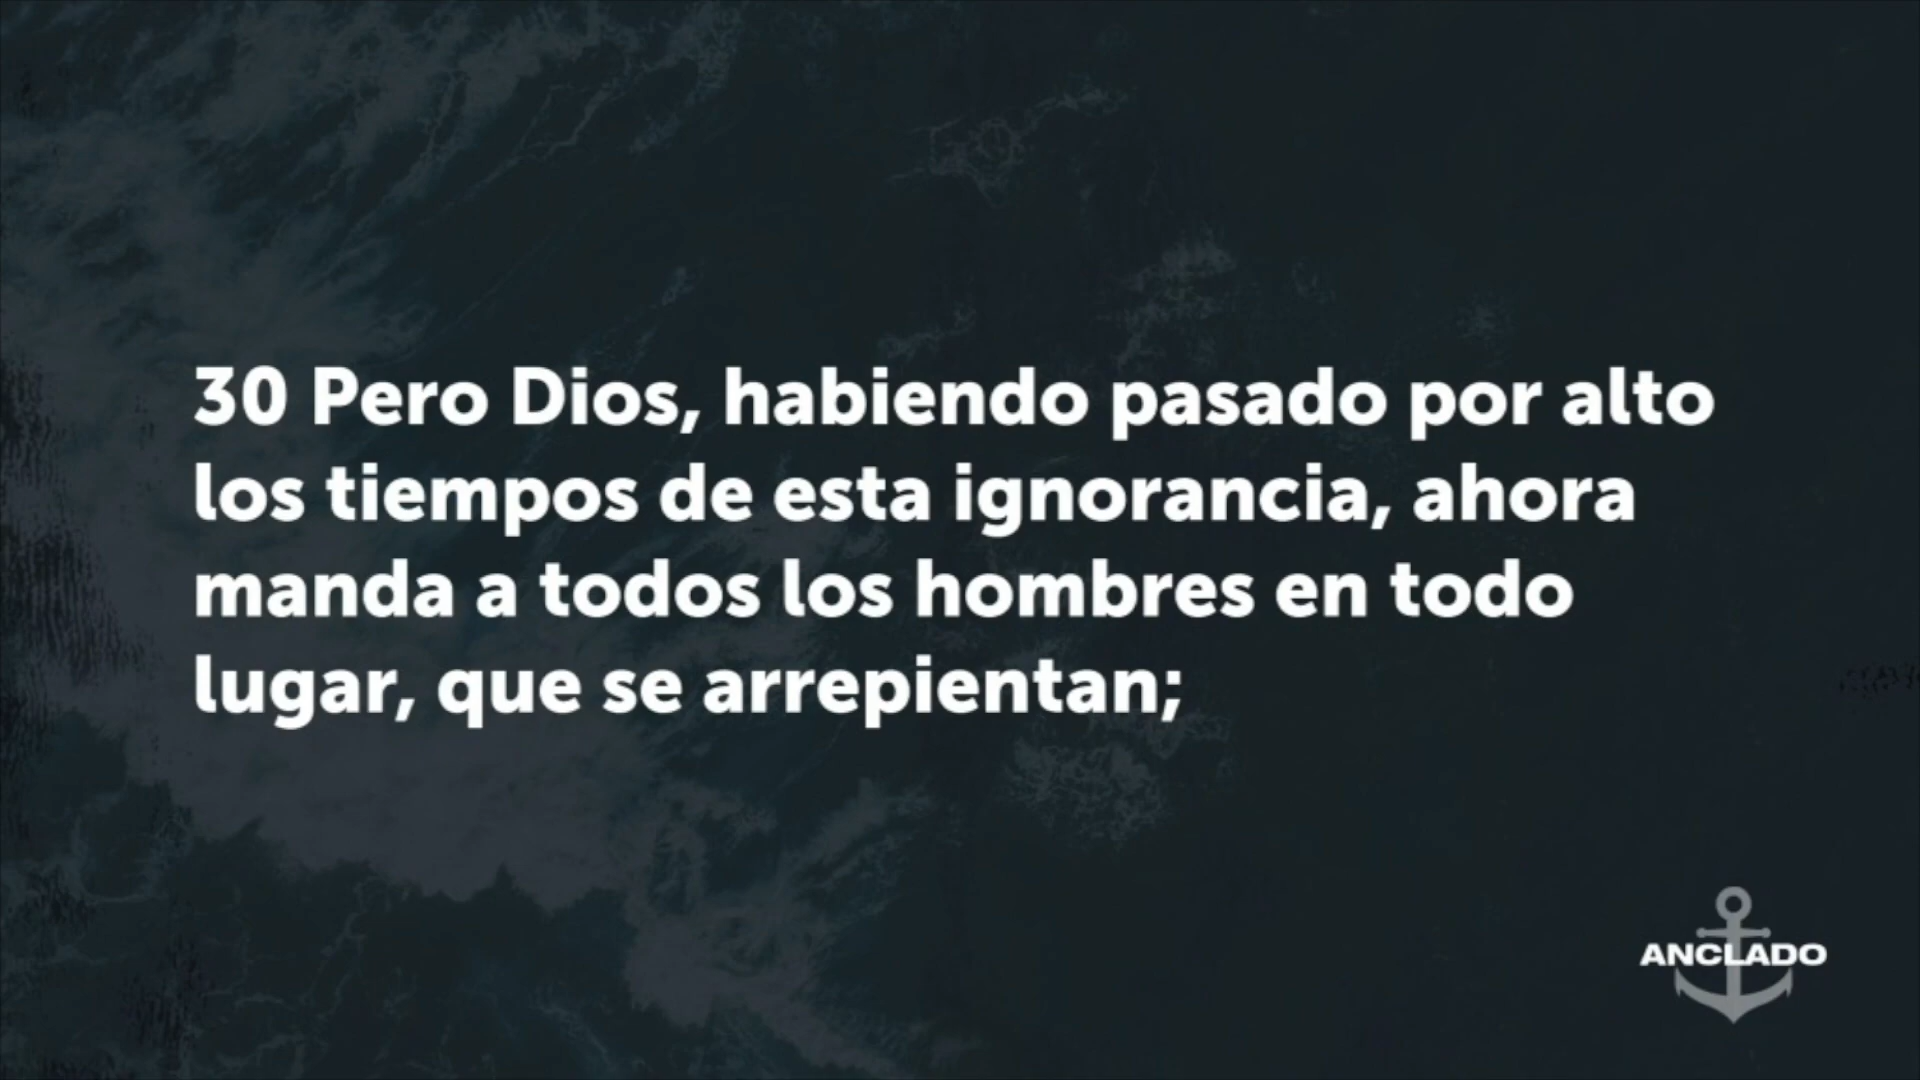 30 Pero Dios, habiendo pasado por alto
los tiempos de esta ignorancia, ahora
manda a todos los hombres en todo
lugar, que se arrepientan;
ANCLADO